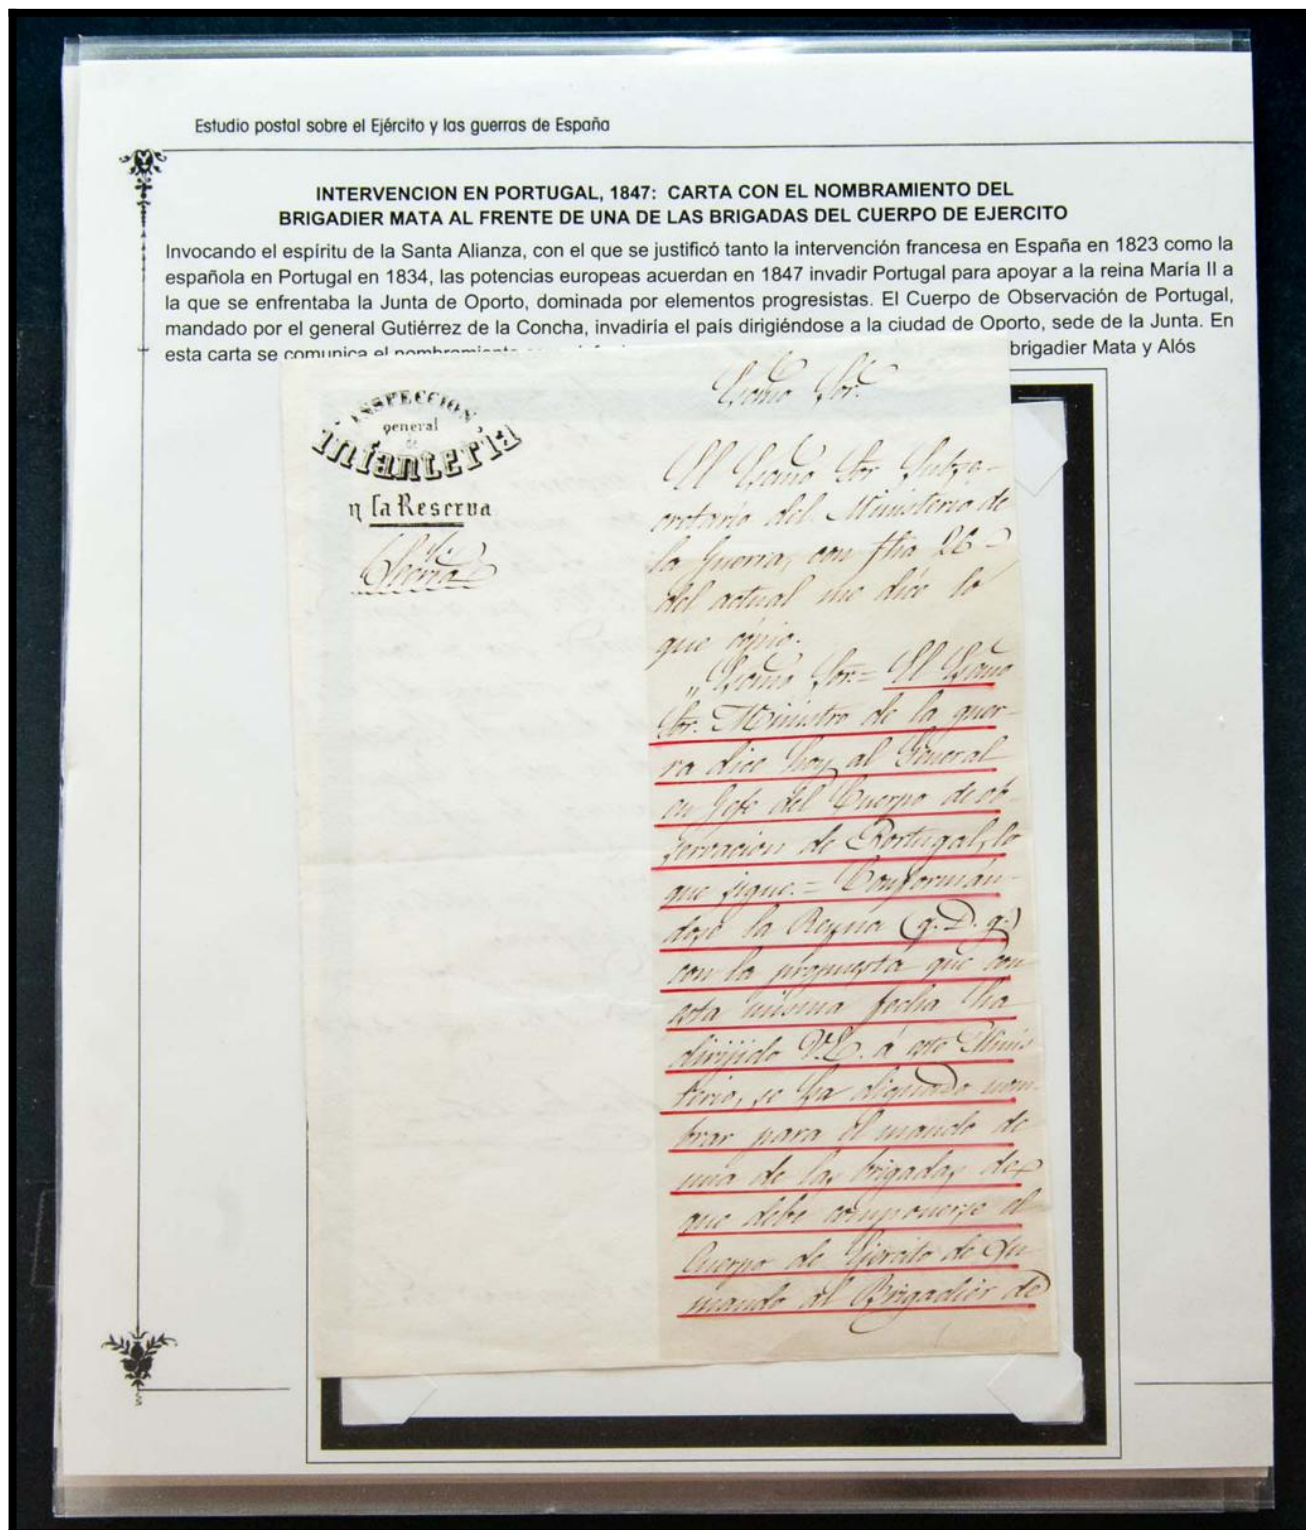 Estudio postal sobre el Ejército y las guerras de España
INTERVENCION EN PORTUGAL, 1847: CARTA CON EL NOMBRAMIENTO DEL
BRIGADIER MATA AL FRENTE DE UNA DE LAS BRIGADAS DEL CUERPO DE EJERCITO
Invocando el espíritu de la Santa Alianza, con el que se justificó tanto la intervención francesa en España en 1823 como la
española en Portugal en 1834, las potencias europeas acuerdan en 1847 invadir Portugal para apoyar a la reina María II a
la que se enfrentaba la Junta de Oporto, dominada por elementos progresistas. El Cuerpo de Observación de Portugal,
mandado por el general Gutiérrez de la Concha, invadiría el país dirigiéndose a la ciudad de Oporto, sede de la Junta. En
esta carta se comunica el nombramiento brigadier Mata y Alós
INSPECCION
general
de
infantería
y la Reserva
Excmo Sor.
El Excmo Sor Subse-
cretario del Ministerio de
la Guerra, con fha 26
del actual me dice lo
que copio.
"Excmo Sor.= El Excmo
Sor. Ministro de la guer-
ra dice hoy al General
en Gefe del Cuerpo de ob-
servacion de Portugal, lo
que sigue.= Conformán-
dose la Reyna (q. D. g.)
con la propuesta que con
esta misma fecha ha
dirijido V.E. á este Minis-
terio, se ha dignado nom-
brar para el mando de
una de las brigadas de
que debe componerse el
Cuerpo de Ejercito de su
mando al Brigadier de